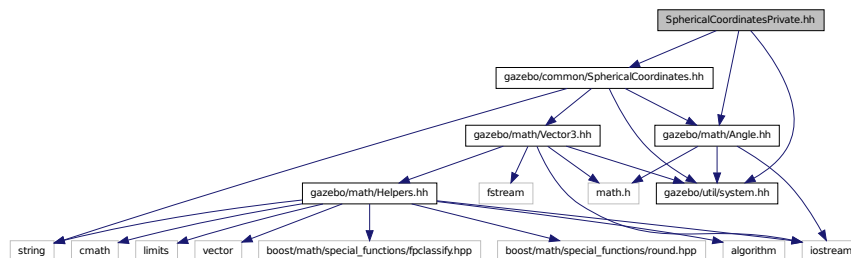 SphericalCoordinatesPrivate.hh
gazebo/common/SphericalCoordinates.hh
gazebo/math/Vector3.hh
gazebo/math/Angle.hh
gazebo/math/Helpers.hh
fstream
math.h
gazebo/util/system.hh
string
cmath
limits
vector
boost/math/special_functions/fpclassify.hpp
boost/math/special_functions/round.hpp
algorithm
iostream